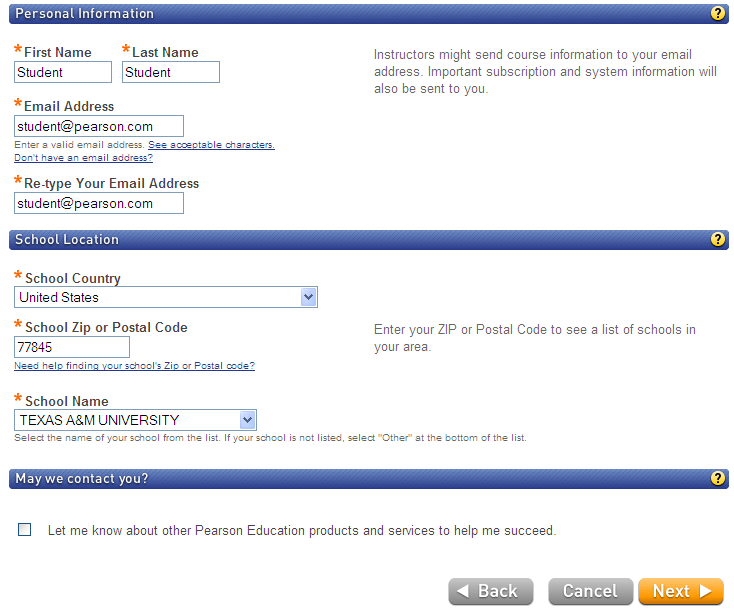 Personal Information ?
*First Name *Last Name
Student Student
Instructors might send course information to your email
address. Important subscription and system information will
also be sent to you.
*Email Address
student@pearson.com
Enter a valid email address. See acceptable characters.
Don't have an email address?
*Re-type Your Email Address
student@pearson.com
School Location ?
*School Country
United States
*School Zip or Postal Code
77845
Enter your ZIP or Postal Code to see a list of schools in
your area.
Need help finding your school's Zip or Postal code?
*School Name
TEXAS A&M UNIVERSITY
Select the name of your school from the list. If your school is not listed, select "Other" at the bottom of the list.
May we contact you? ?
Let me know about other Pearson Education products and services to help me succeed.
Back Cancel Next